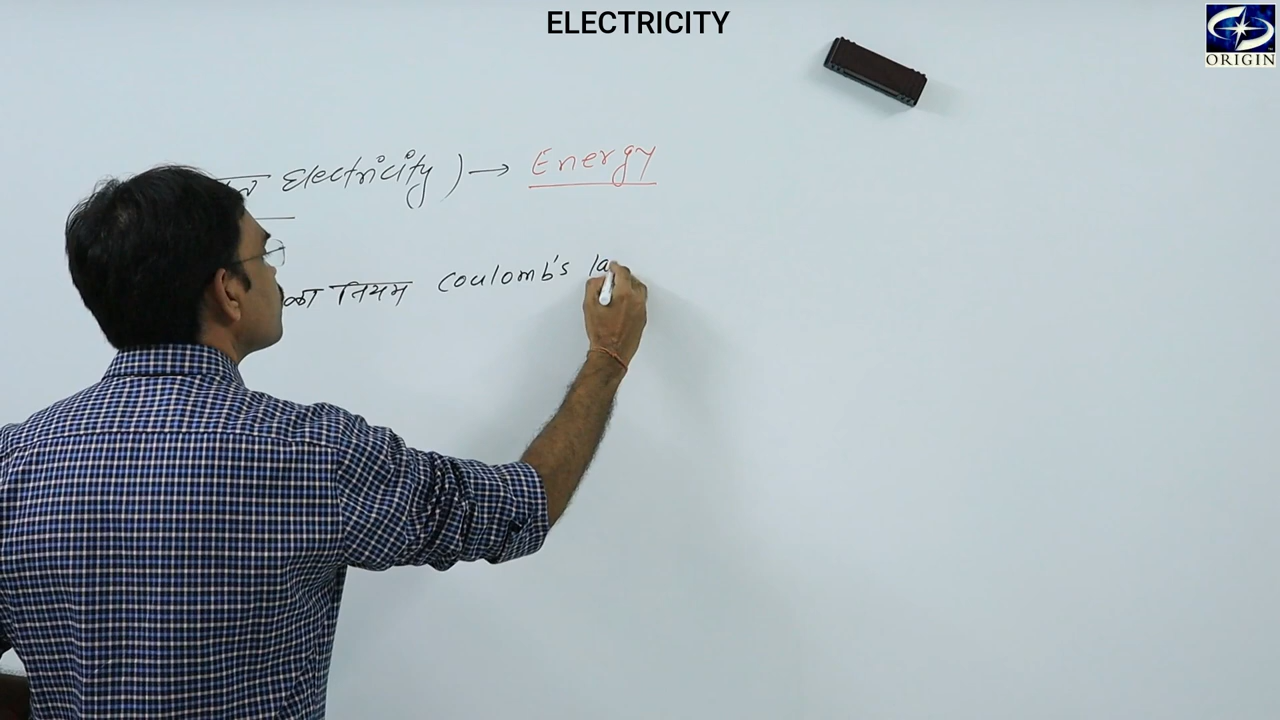 ELECTRICITY
ORIGIN
Electricity ) → Energy
का नियम Coulomb's la